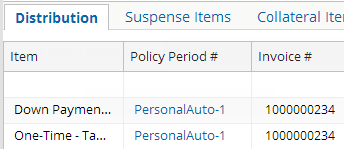 Distribution Suspense Items Collateral Ite
Item Policy Period # Invoice #
Down Paymen... PersonalAuto-1 1000000234
One-Time - Ta... PersonalAuto-1 1000000234